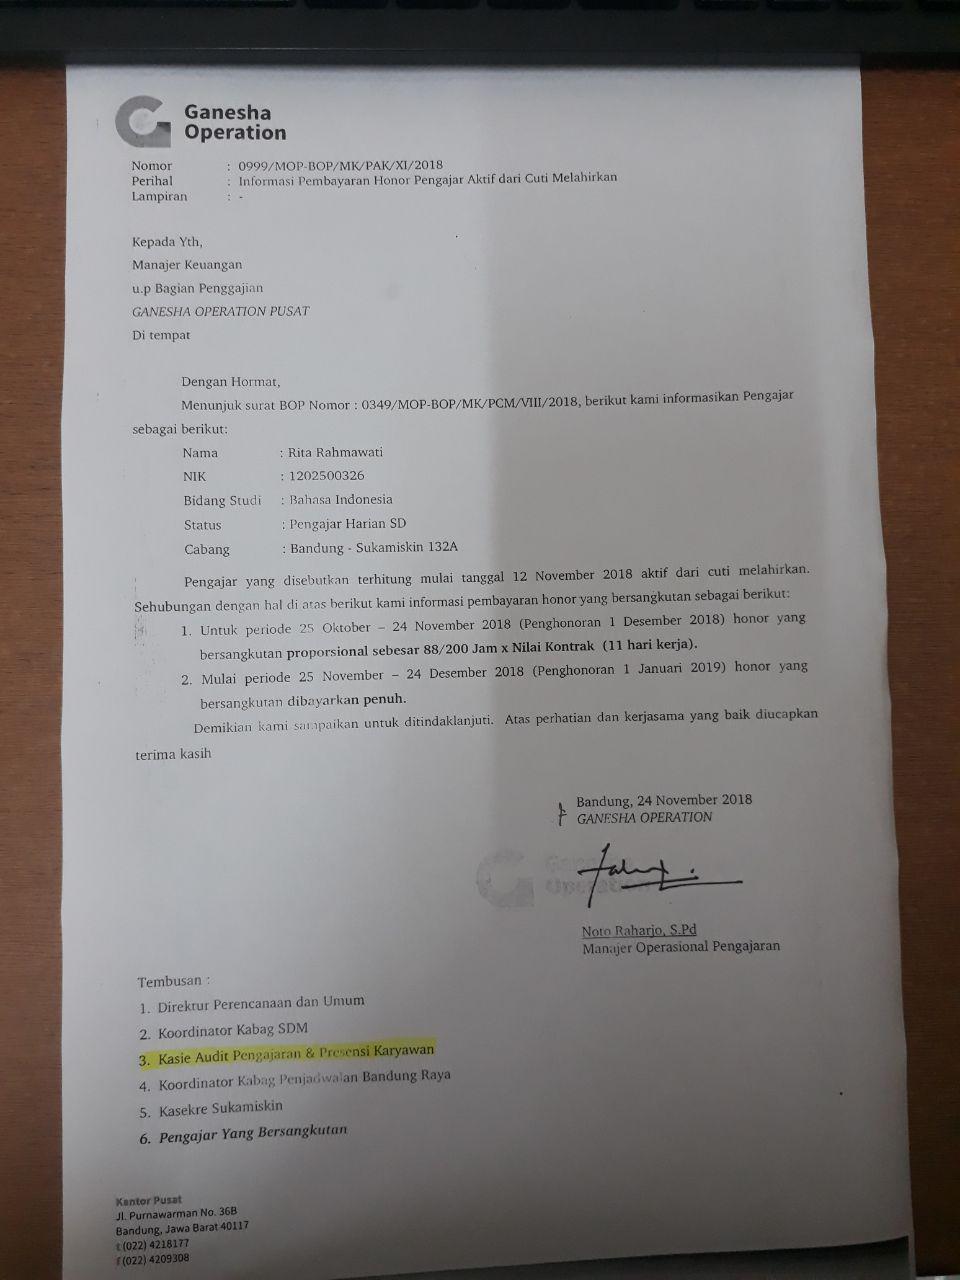 Ganesha
Operation
Nomor : 0999/MOP-BOP/MK/PAK/XI/2018
Perihal : Informasi Pembayaran Honor Pengajar Aktif dari Cuti Melahirkan
Lampiran : -
Kepada Yth,
Manajer Keuangan
u.p Bagian Penggajian
GANESHA OPERATION PUSAT
Di tempat
Dengan Hormat,
Menunjuk surat BOP Nomor : 0349/MOP-BOP/MK/PCM/VIII/2018, berikut kami informasikan Pengajar
sebagai berikut:
Nama : Rita Rahmawati
NIK : 1202500326
Bidang Studi : Bahasa Indonesia
Status : Pengajar Harian SD
Cabang : Bandung - Sukamiskin 132A
Pengajar yang disebutkan terhitung mulai tanggal 12 November 2018 aktif dari cuti melahirkan.
Sehubungan dengan hal di atas berikut kami informasi pembayaran honor yang bersangkutan sebagai berikut:
1. Untuk periode 25 Oktober – 24 November 2018 (Penghonoran 1 Desember 2018) honor yang
bersangkutan proporsional sebesar 88/200 Jam x Nilai Kontrak (11 hari kerja).
2. Mulai periode 25 November – 24 Desember 2018 (Penghonoran 1 Januari 2019) honor yang
bersangkutan dibayarkan penuh.
Demikian kami sampaikan untuk ditindaklanjuti. Atas perhatian dan kerjasama yang baik diucapkan
terima kasih
Bandung, 24 November 2018
GANESHA OPERATION
Ganesha
Operation
Noto Raharjo, S.Pd
Manajer Operasional Pengajaran
Tembusan :
1. Direktur Perencanaan dan Umum
2. Koordinator Kabag SDM
3. Kasie Audit Pengajaran & Presensi Karyawan
4. Koordinator Kabag Penjadwalan Bandung Raya
5. Kasekre Sukamiskin
6. Pengajar Yang Bersangkutan
Kantor Pusat
Jl. Purnawarman No. 36B
Bandung, Jawa Barat 40117
t (022) 4218177
f (022) 4209308